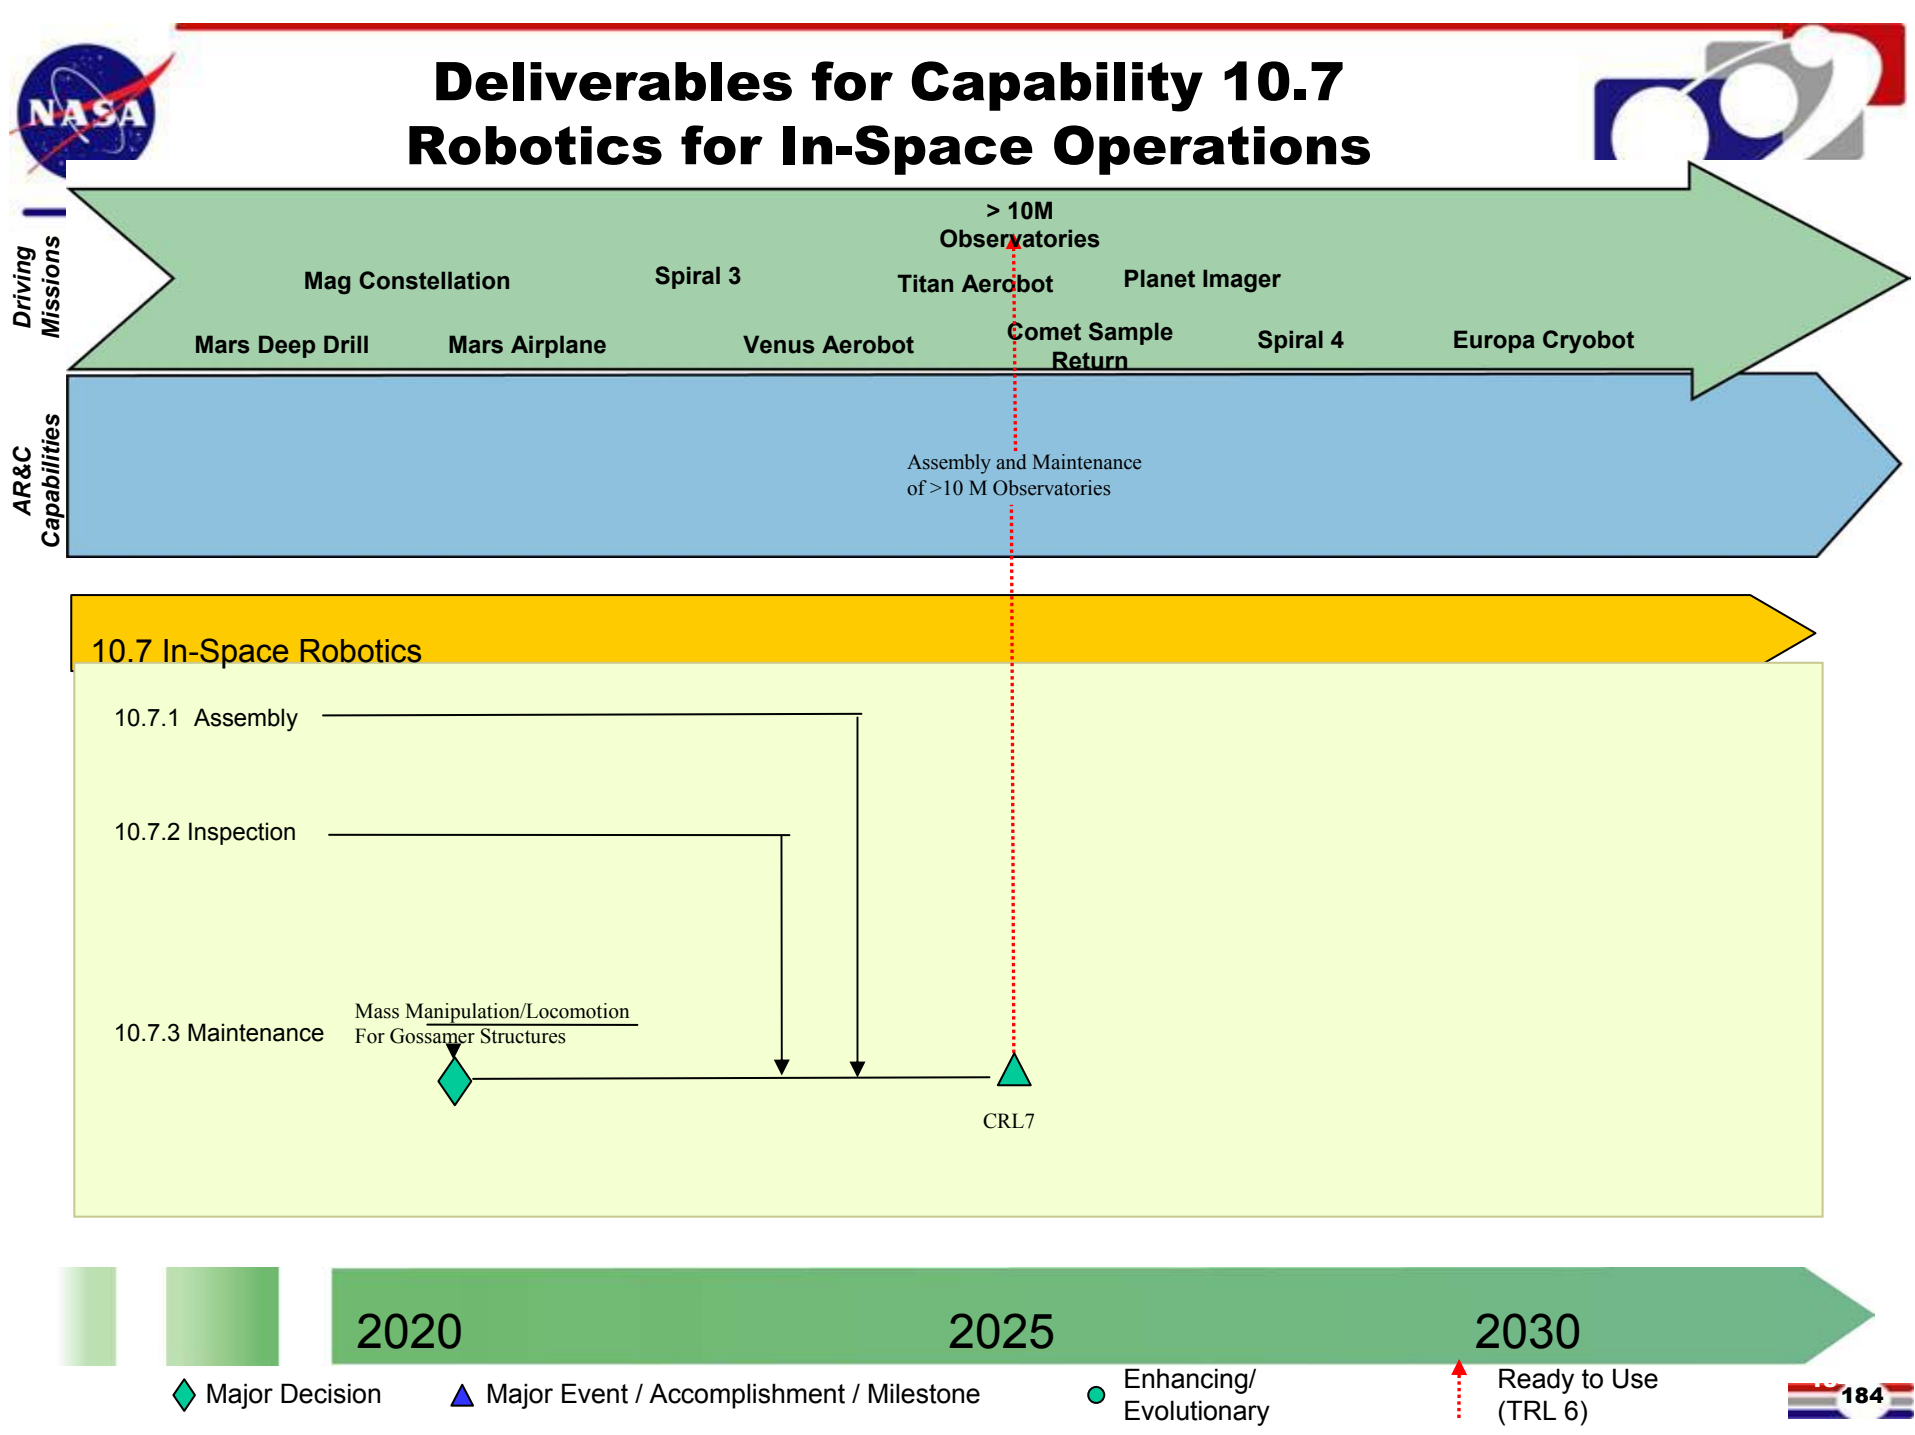 NASA
Deliverables for Capability 10.7
Robotics for In-Space Operations
Driving
Missions
> 10M
Observatories
Mag Constellation
Spiral 3
Titan Aerobot
Planet Imager
Mars Deep Drill
Mars Airplane
Venus Aerobot
Comet Sample
Return
Spiral 4
Europa Cryobot
AR&C
Capabilities
Assembly and Maintenance
of >10 M Observatories
10.7 In-Space Robotics
10.7.1 Assembly
10.7.2 Inspection
10.7.3 Maintenance
Mass Manipulation/Locomotion
For Gossamer Structures
CRL7
2020
2025
2030
Major Decision
Major Event / Accomplishment / Milestone
Enhancing/
Evolutionary
Ready to Use
(TRL 6)
184